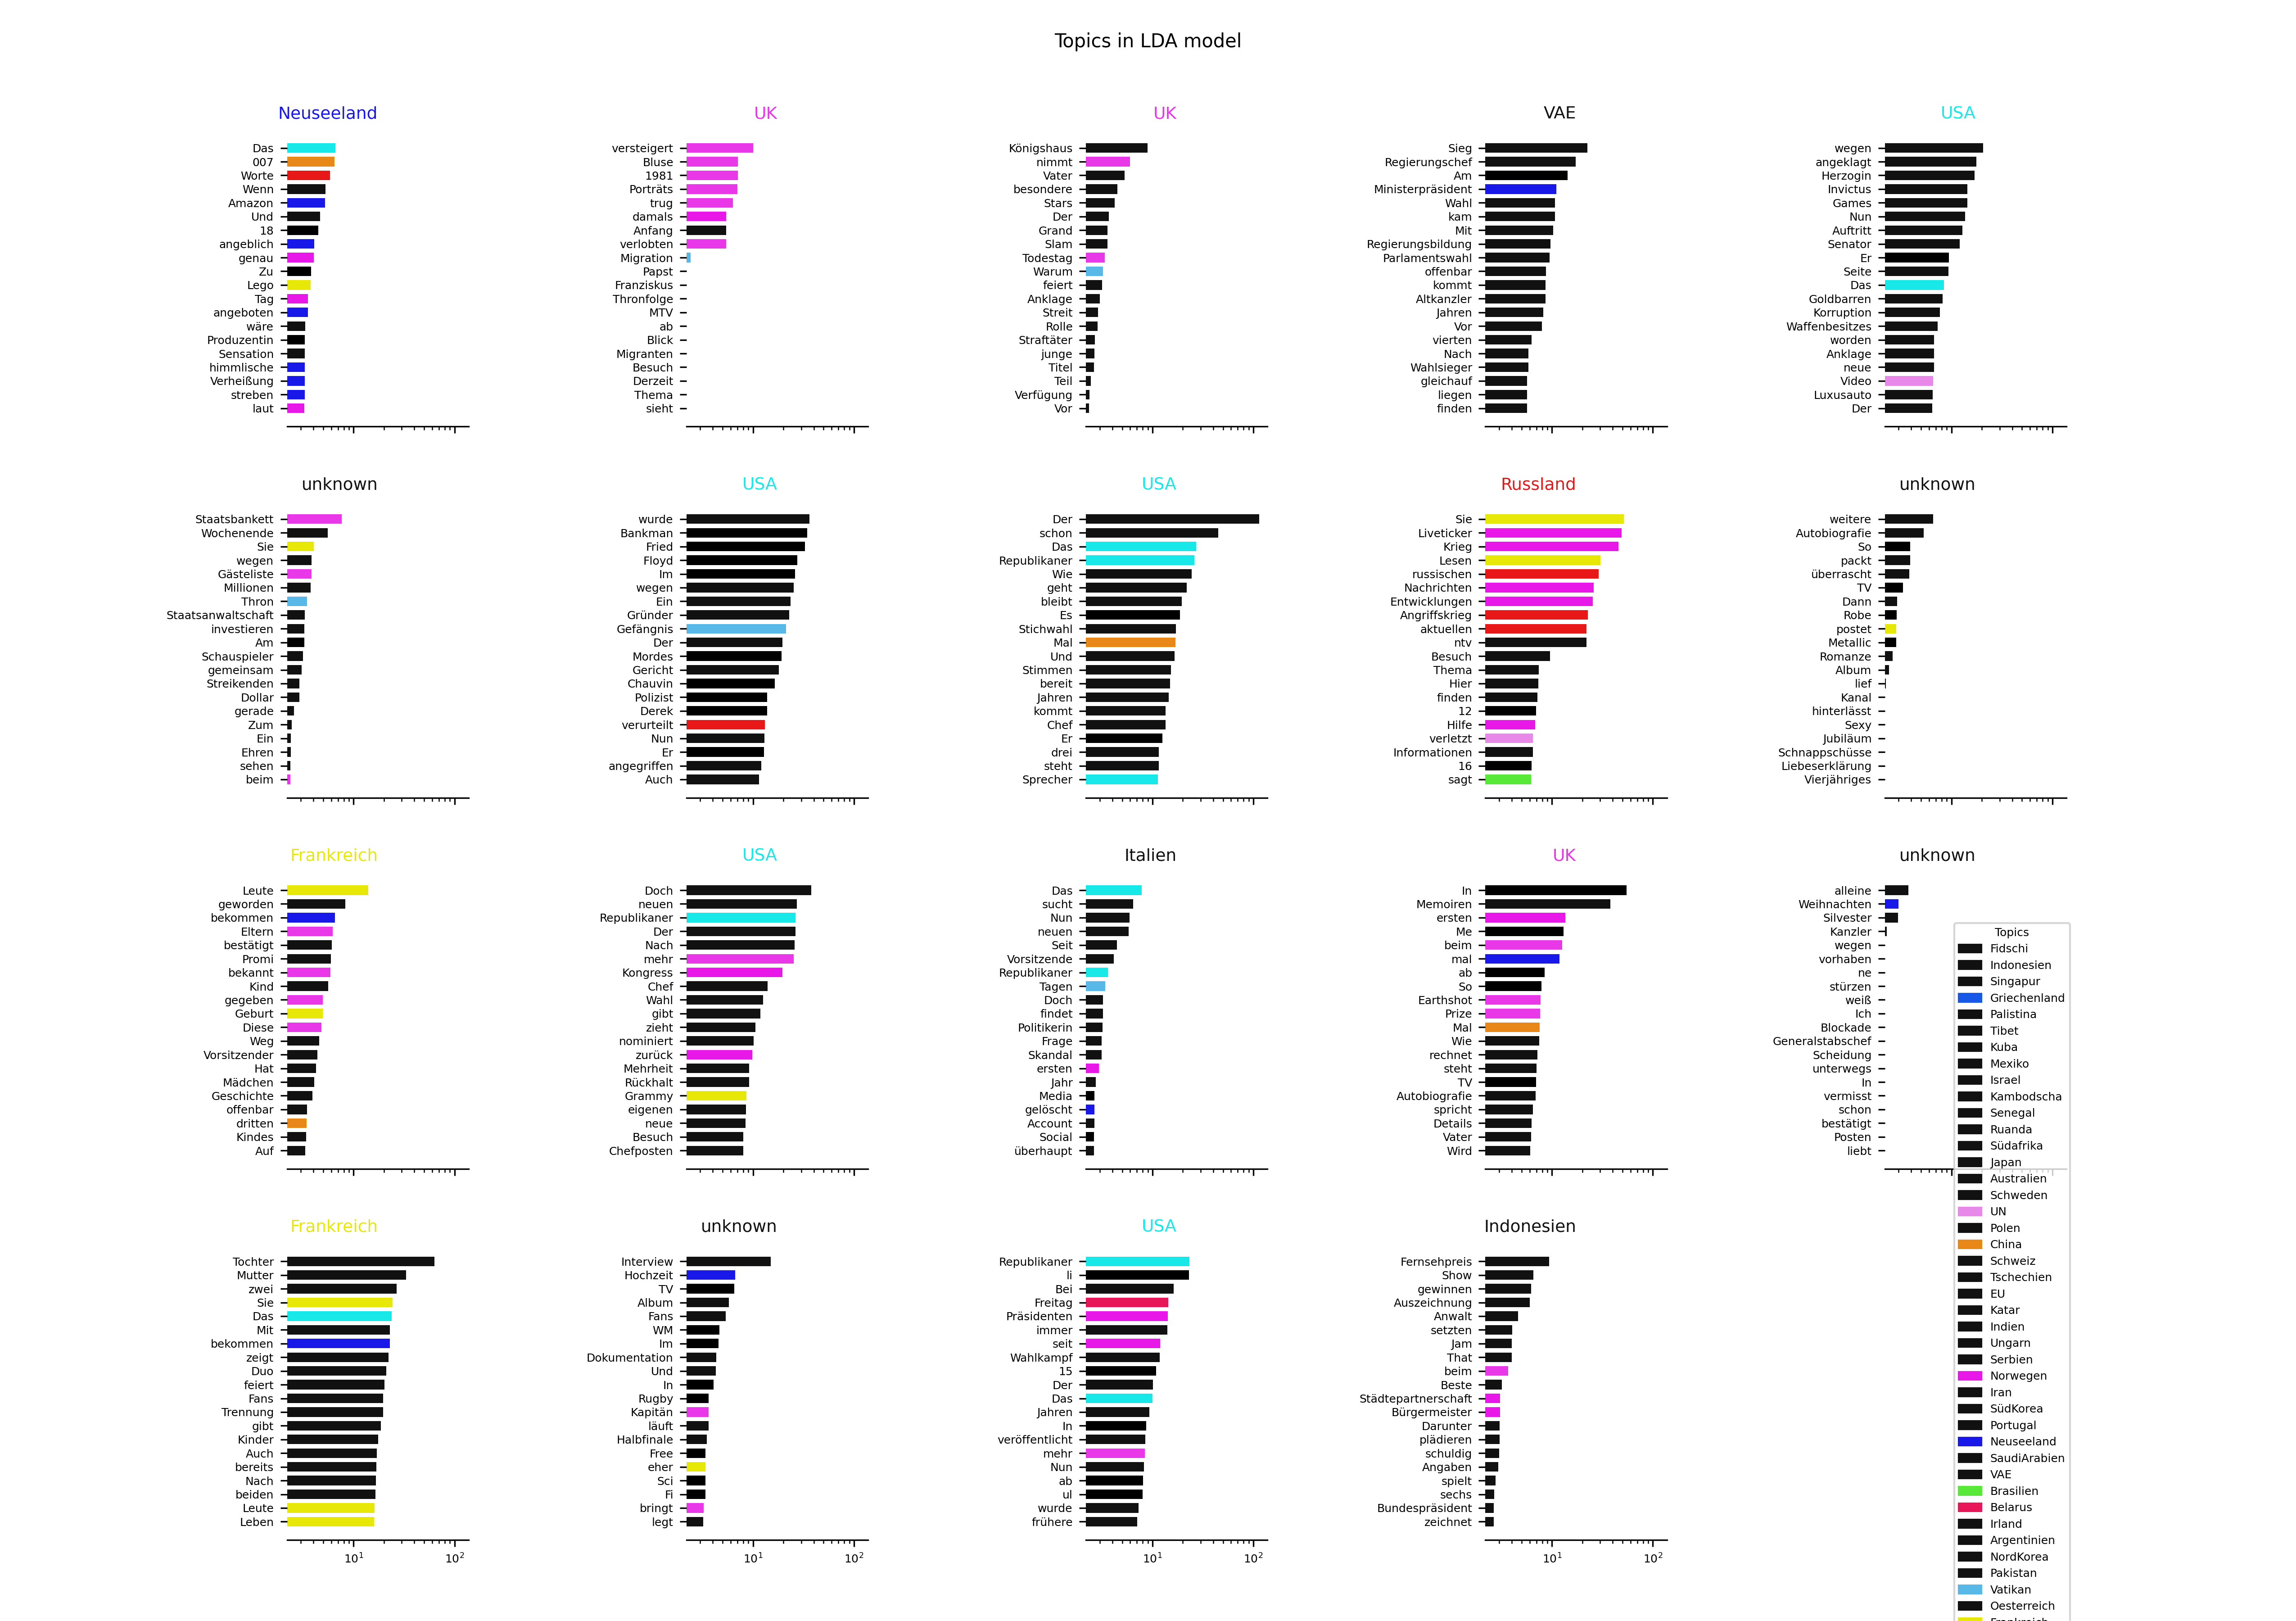 Topics in LDA model
Neuseeland
Das
007
Worte
Wenn
Amazon
Und
18
angeblich
genau
Zu
Lego
Tag
angeboten
wäre
Produzentin
Sensation
himmlische
Verheißung
streben
laut
UK
versteigert
Bluse
1981
Porträts
trug
damals
Anfang
verlobten
Migration
Papst
Franziskus
Thronfolge
MTV
ab
Blick
Migranten
Besuch
Derzeit
Thema
sieht
UK
Königshaus
nimmt
Vater
besondere
Stars
Der
Grand
Slam
Todestag
Warum
feiert
Anklage
Streit
Rolle
Straftäter
junge
Titel
Teil
Verfügung
Vor
VAE
Sieg
Regierungschef
Am
Ministerpräsident
Wahl
kam
Mit
Regierungsbildung
Parlamentswahl
offenbar
kommt
Altkanzler
Jahren
Vor
vierten
Nach
Wahlsieger
gleichauf
liegen
finden
USA
wegen
angeklagt
Herzogin
Invictus
Games
Nun
Auftritt
Senator
Er
Seite
Das
Goldbarren
Korruption
Waffenbesitzes
worden
Anklage
neue
Video
Luxusauto
Der
unknown
Staatsbankett
Wochenende
Sie
wegen
Gästeliste
Millionen
Thron
Staatsanwaltschaft
investieren
Am
Schauspieler
gemeinsam
Streikenden
Dollar
gerade
Zum
Ein
Ehren
sehen
beim
USA
wurde
Bankman
Fried
Floyd
Im
wegen
Ein
Gründer
Gefängnis
Der
Mordes
Gericht
Chauvin
Polizist
Derek
verurteilt
Nun
Er
angegriffen
Auch
USA
Der
schon
Das
Republikaner
Wie
geht
bleibt
Es
Stichwahl
Mal
Und
Stimmen
bereit
Jahren
kommt
Chef
Er
drei
steht
Sprecher
Russland
Sie
Liveticker
Krieg
Lesen
russischen
Nachrichten
Entwicklungen
Angriffskrieg
aktuellen
ntv
Besuch
Thema
Hier
finden
12
Hilfe
verletzt
Informationen
16
sagt
unknown
weitere
Autobiografie
So
packt
überrascht
TV
Dann
Robe
postet
Metallic
Romanze
Album
lief
Kanal
hinterlässt
Sexy
Jubiläum
Schnappschüsse
Liebeserklärung
Vierjähriges
Frankreich
Leute
geworden
bekommen
Eltern
bestätigt
Promi
bekannt
Kind
gegeben
Geburt
Diese
Weg
Vorsitzender
Hat
Mädchen
Geschichte
offenbar
dritten
Kindes
Auf
USA
Doch
neuen
Republikaner
Der
Nach
mehr
Kongress
Chef
Wahl
gibt
zieht
nominiert
zurück
Mehrheit
Rückhalt
Grammy
eigenen
neue
Besuch
Chefposten
Italien
Das
sucht
Nun
neuen
Seit
Vorsitzende
Republikaner
Tagen
Doch
findet
Politikerin
Frage
Skandal
ersten
Jahr
Media
gelöscht
Account
Social
überhaupt
UK
In
Memoiren
ersten
Me
beim
mal
ab
So
Earthshot
Prize
Mal
Wie
rechnet
steht
TV
Autobiografie
spricht
Details
Vater
Wird
unknown
alleine
Weihnachten
Silvester
Kanzler
wegen
vorhaben
ne
stürzen
weiß
Ich
Blockade
Generalstabschef
Scheidung
unterwegs
In
vermisst
schon
bestätigt
Posten
liebt
Frankreich
Tochter
Mutter
zwei
Sie
Das
Mit
bekommen
zeigt
Duo
feiert
Fans
Trennung
gibt
Kinder
Auch
bereits
Nach
beiden
Leute
Leben
10¹ 10²
unknown
Interview
Hochzeit
TV
Album
Fans
WM
Im
Dokumentation
Und
In
Rugby
Kapitän
läuft
Halbfinale
Free
eher
Sci
Fi
bringt
legt
10¹ 10²
USA
Republikaner
li
Bei
Freitag
Präsidenten
immer
seit
Wahlkampf
15
Der
Das
Jahren
In
veröffentlicht
mehr
Nun
ab
ul
wurde
frühere
10¹ 10²
Indonesien
Fernsehpreis
Show
gewinnen
Auszeichnung
Anwalt
setzten
Jam
That
beim
Beste
Städtepartnerschaft
Bürgermeister
Darunter
plädieren
schuldig
Angaben
spielt
sechs
Bundespräsident
zeichnet
10¹ 10²
Topics
Fidschi
Indonesien
Singapur
Griechenland
Palistina
Tibet
Kuba
Mexiko
Israel
Kambodscha
Senegal
Ruanda
Südafrika
Japan
Australien
Schweden
UN
Polen
China
Schweiz
Tschechien
EU
Katar
Indien
Ungarn
Serbien
Norwegen
Iran
SüdKorea
Portugal
Neuseeland
SaudiArabien
VAE
Brasilien
Belarus
Irland
Argentinien
NordKorea
Pakistan
Vatikan
Oesterreich